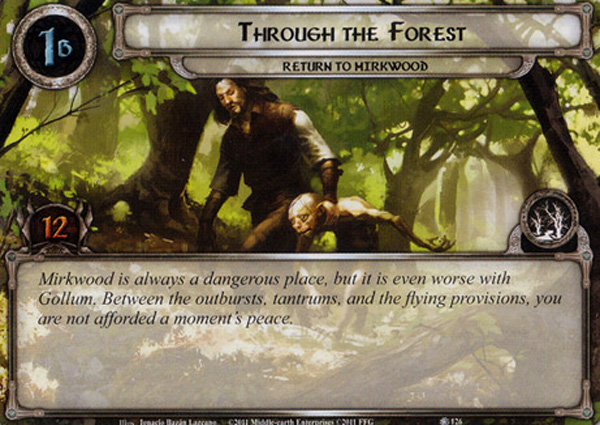 1B
THROUGH THE FOREST
RETURN TO MIRKWOOD
12
Mirkwood is always a dangerous place, but it is even worse with
Gollum. Between the outbursts, tantrums, and the flying provisions, you
are not afforded a moment's peace.
Illus. Ignacio Bazán Lazcano ©2011 Middle-earth Enterprises ©2011 FFG 126